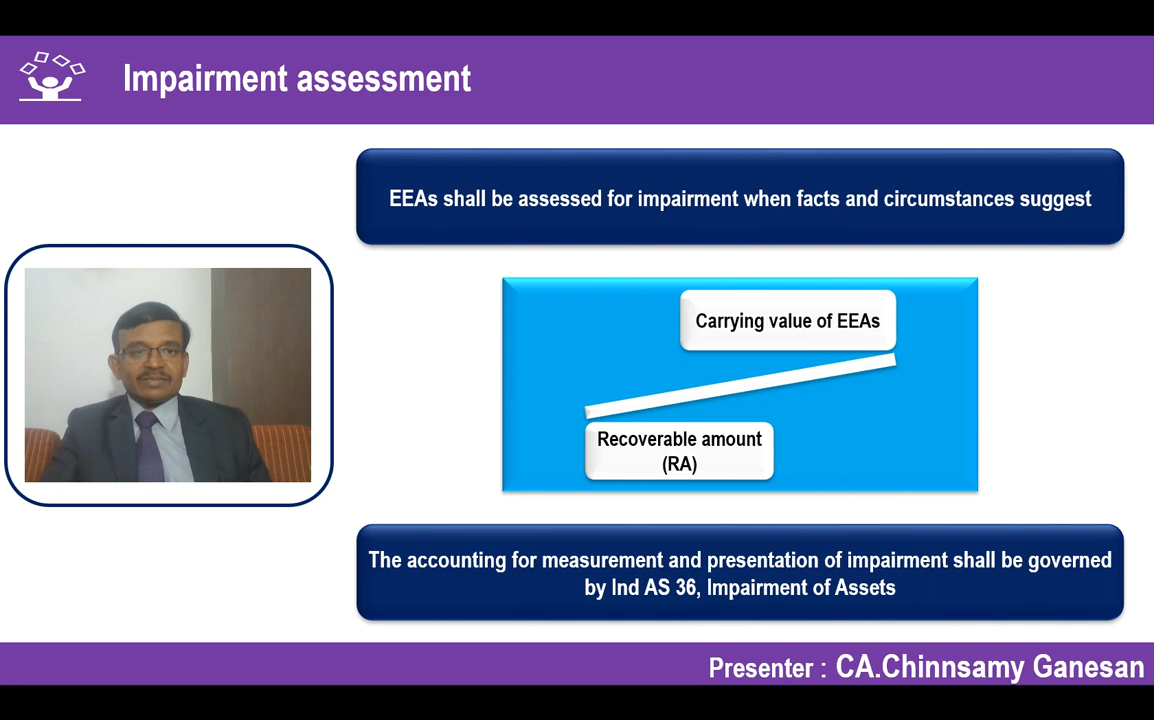 Impairment assessment
EEAs shall be assessed for impairment when facts and circumstances suggest
Carrying value of EEAs
Recoverable amount
(RA)
The accounting for measurement and presentation of impairment shall be governed
by Ind AS 36, Impairment of Assets
Presenter : CA.Chinnsamy Ganesan